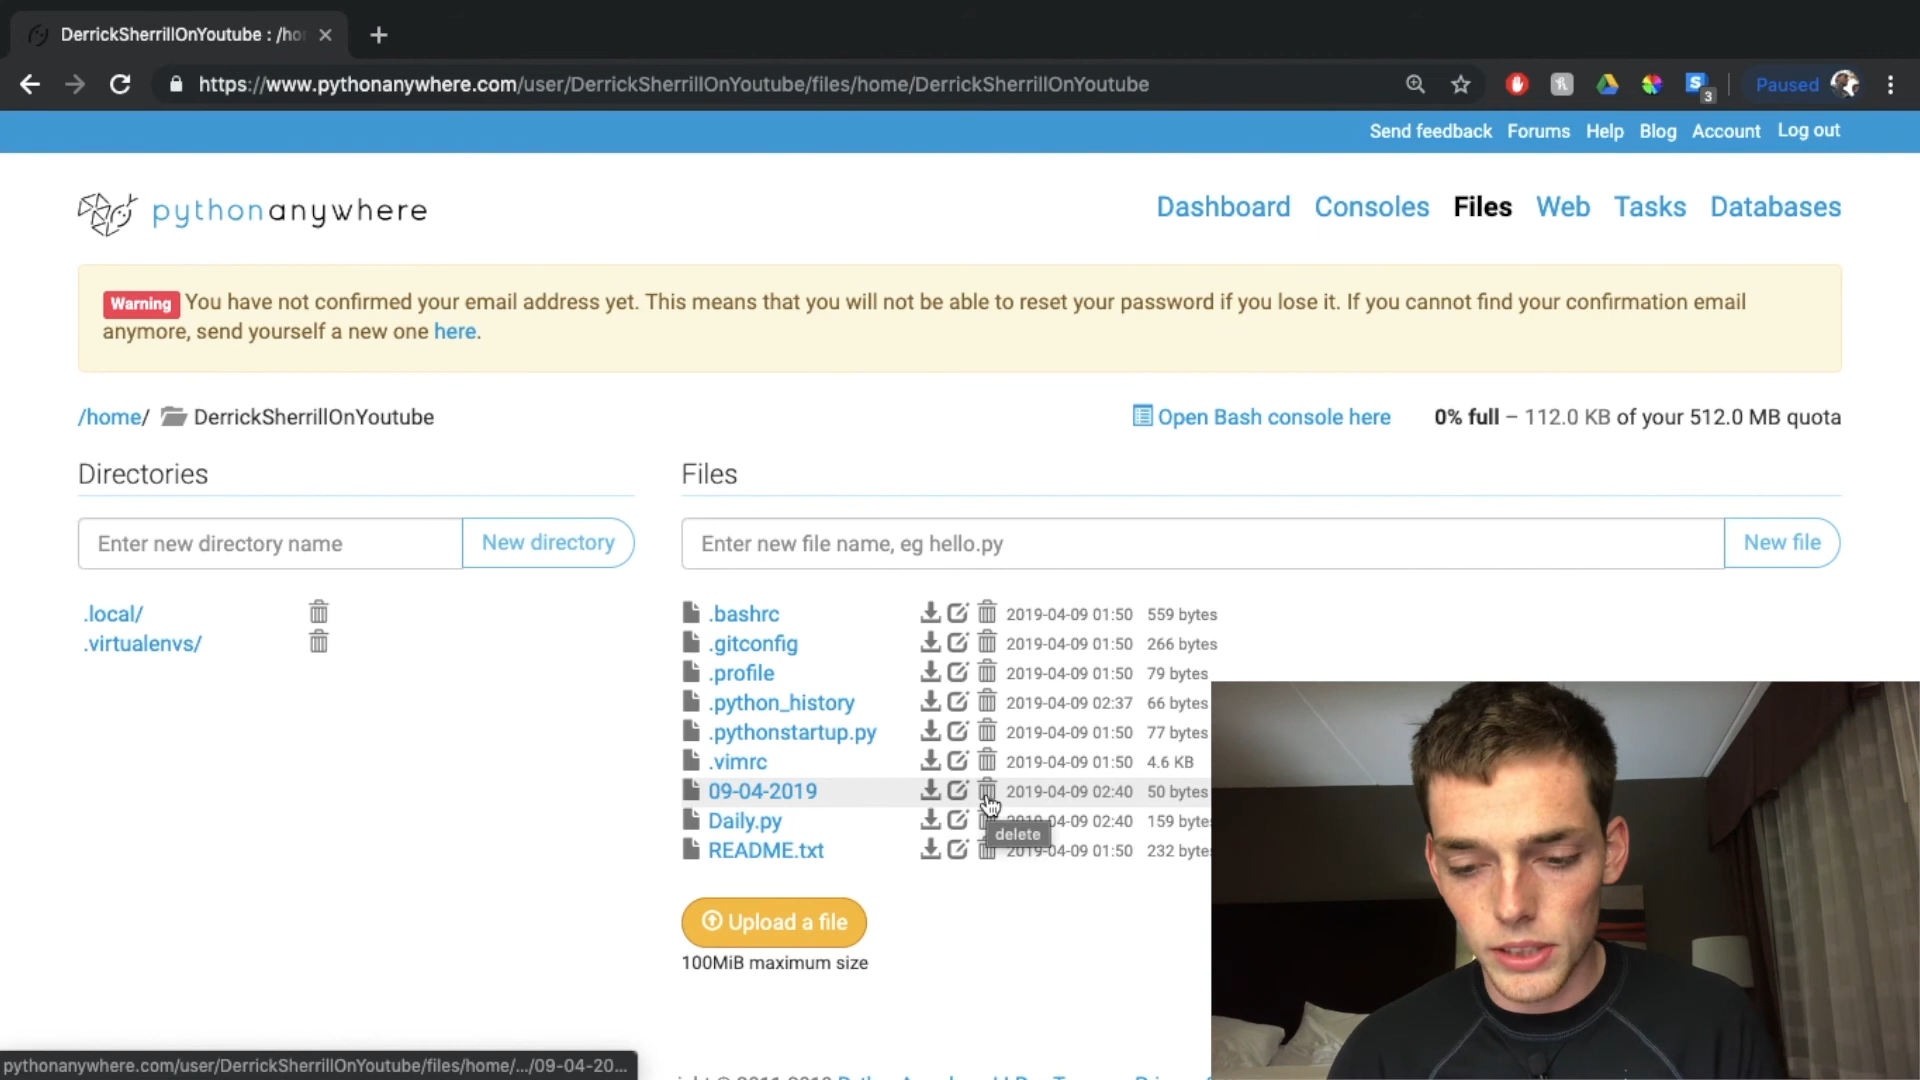 DerrickSherrillOnYoutube : /ho
https://www.pythonanywhere.com/user/DerrickSherrillOnYoutube/files/home/DerrickSherrillOnYoutube
3
Paused
Send feedback Forums Help Blog Account Log out
pythonanywhere
Dashboard Consoles Files Web Tasks Databases
Warning You have not confirmed your email address yet. This means that you will not be able to reset your password if you lose it. If you cannot find your confirmation email
anymore, send yourself a new one here.
/home/ DerrickSherrillOnYoutube
Open Bash console here
0% full – 112.0 KB of your 512.0 MB quota
Directories
Enter new directory name New directory
.local/
.virtualenvs/
Files
Enter new file name, eg hello.py New file
.bashrc 2019-04-09 01:50 559 bytes
.gitconfig 2019-04-09 01:50 266 bytes
.profile 2019-04-09 01:50 79 bytes
.python_history 2019-04-09 02:37 66 bytes
.pythonstartup.py 2019-04-09 01:50 77 bytes
.vimrc 2019-04-09 01:50 4.6 KB
09-04-2019 2019-04-09 02:40 50 bytes
Daily.py 2019-04-09 02:40 159 bytes
delete
README.txt 2019-04-09 01:50 232 bytes
Upload a file
100MiB maximum size
pythonanywhere.com/user/DerrickSherrillOnYoutube/files/home/.../09-04-20...